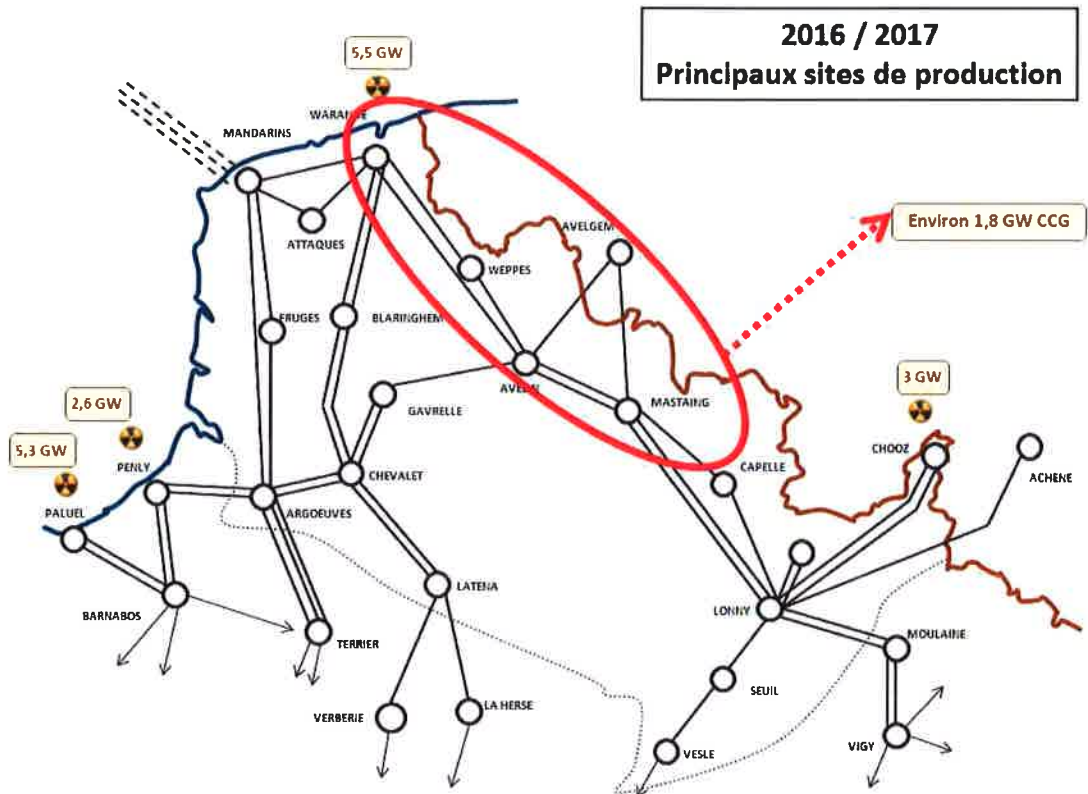 2016 / 2017
Principaux sites de production
5,5 GW
WARANDE
MANDARINS
ATTAQUES
AVELGEM
Environ 1,8 GW CCG
WEPPES
FRUGES
BLARINGHEM
AVELIN
GAVRELLE
MASTAING
3 GW
2,6 GW
5,3 GW
PENLY
CHEVALET
CAPELLE
CHOOZ
ACHENE
PALUEL
ARGOEUVES
LATENA
BARNABOS
LONNY
TERRIER
MOULAINE
SEUIL
VERBERIE
LA HERSE
VESLE
VIGY